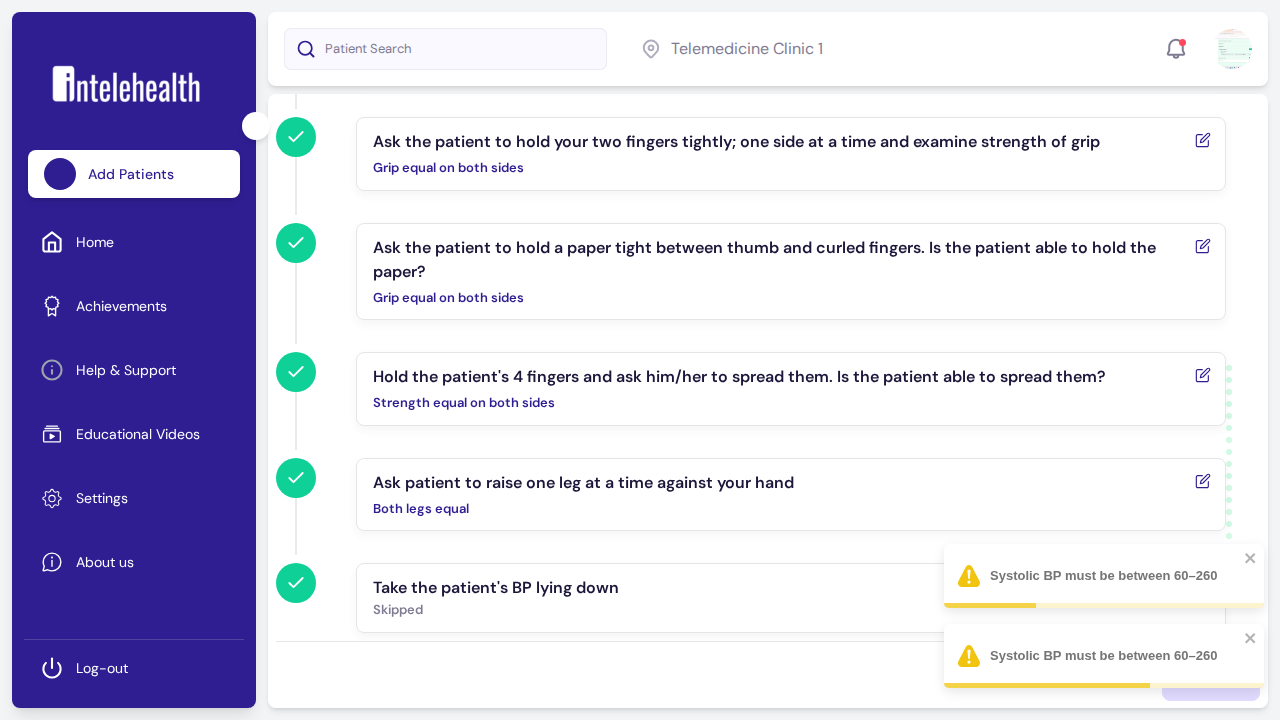 intelehealth
Add Patients
Home
Achievements
Help & Support
Educational Videos
Settings
About us
Log-out
Patient Search
Telemedicine Clinic 1
Ask the patient to hold your two fingers tightly; one side at a time and examine strength of grip
Grip equal on both sides
Ask the patient to hold a paper tight between thumb and curled fingers. Is the patient able to hold the
paper?
Grip equal on both sides
Hold the patient's 4 fingers and ask him/her to spread them. Is the patient able to spread them?
Strength equal on both sides
Ask patient to raise one leg at a time against your hand
Both legs equal
Take the patient's BP lying down
Skipped
Systolic BP must be between 60–260
Systolic BP must be between 60–260